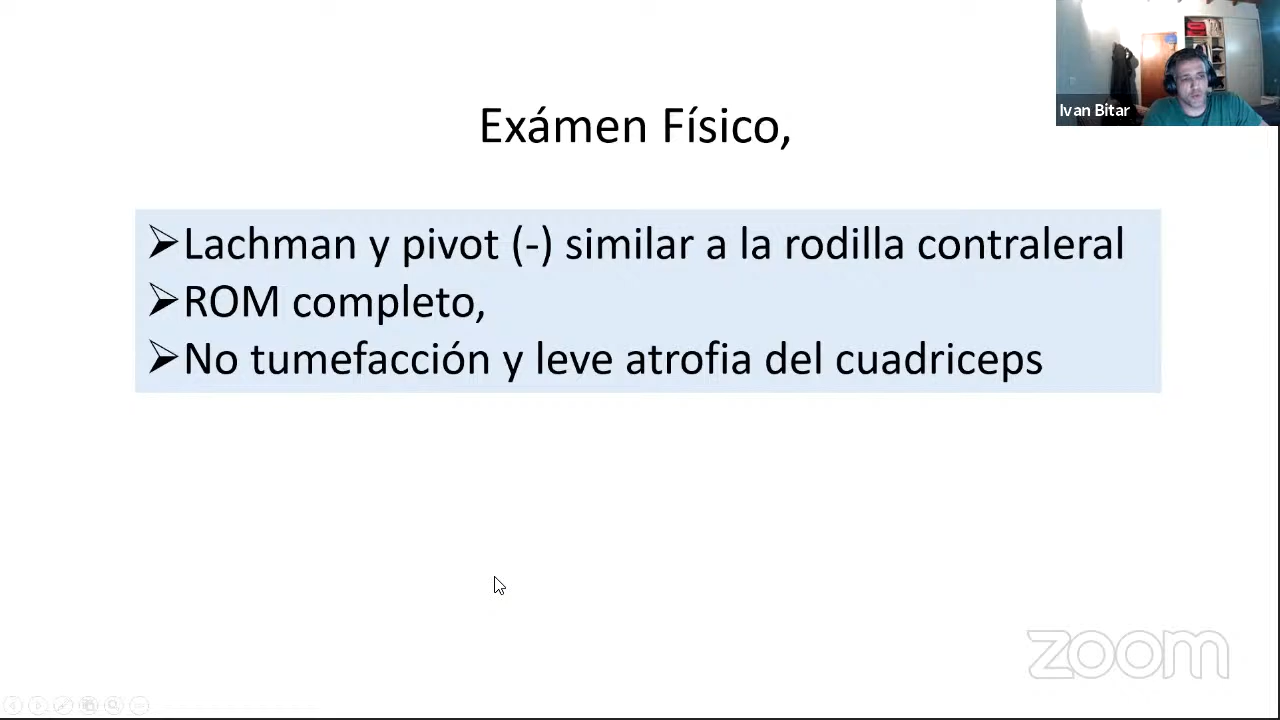 Ivan Bitar
Exámen Físico,
➢Lachman y pivot (-) similar a la rodilla contraleral
➢ROM completo,
➢No tumefacción y leve atrofia del cuadriceps
zoom